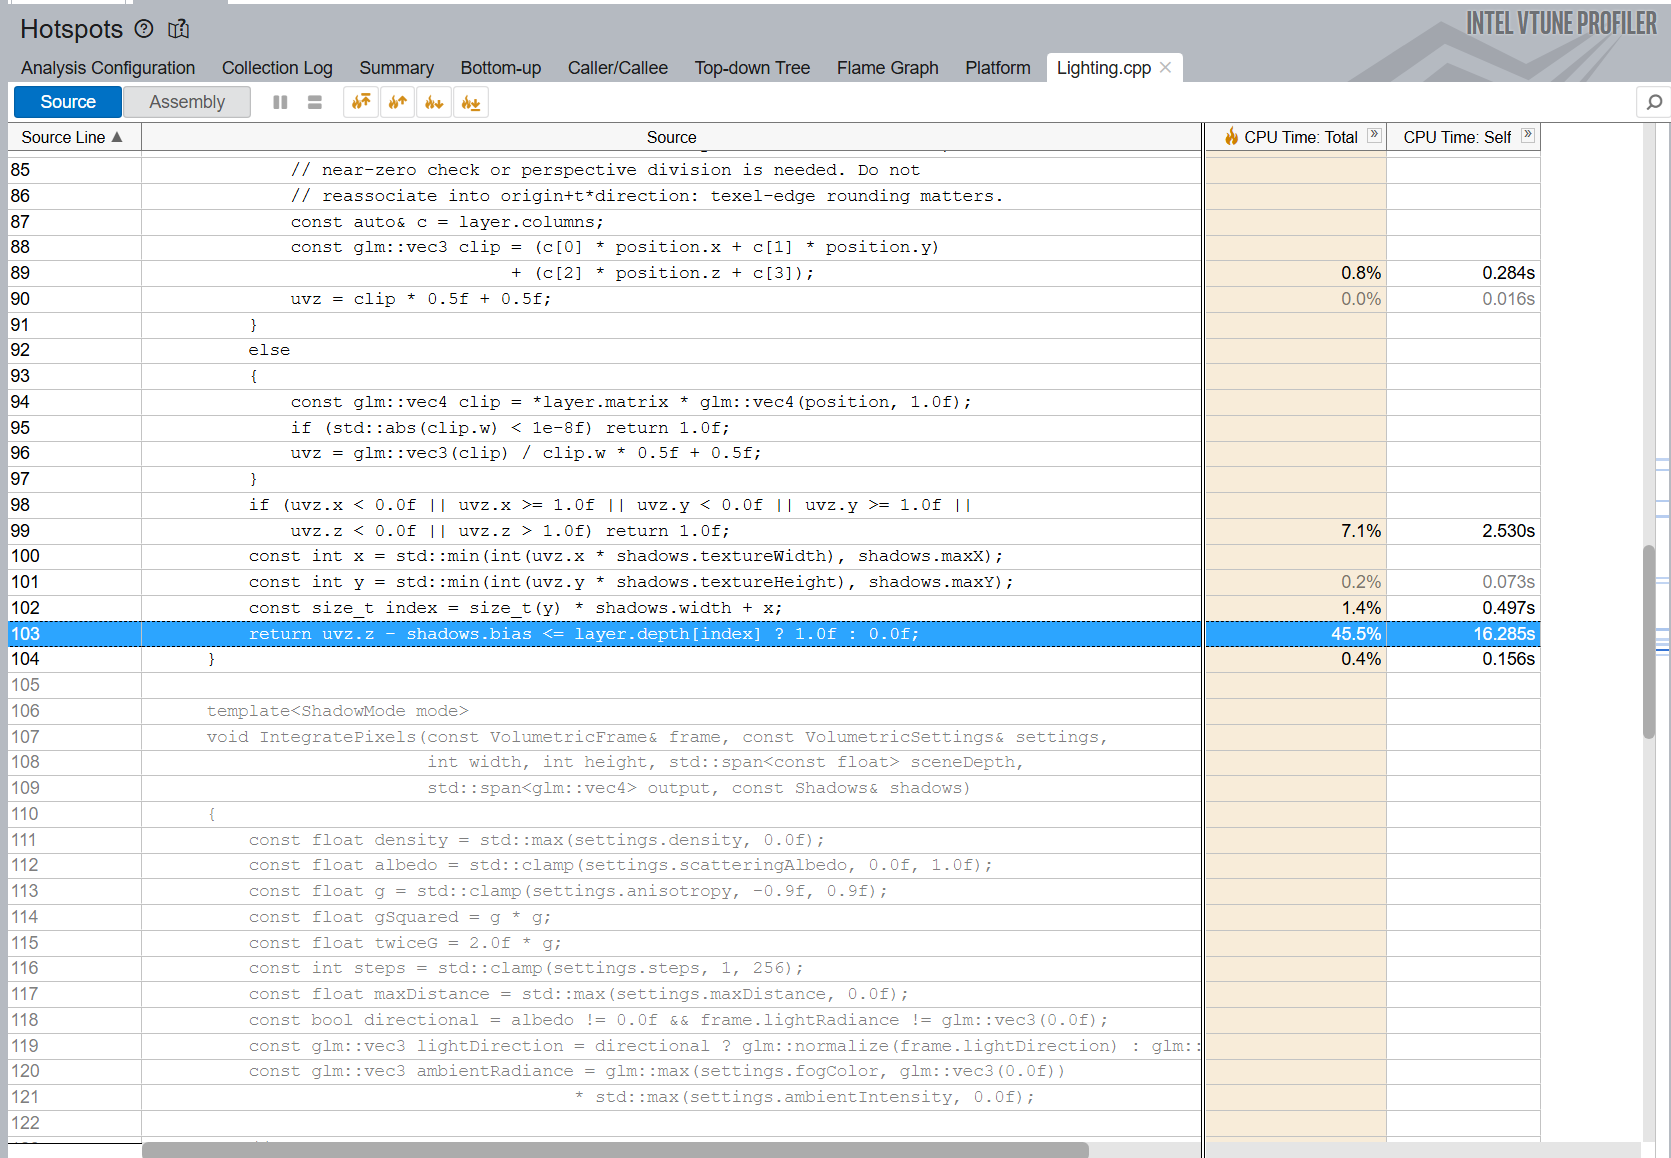 Hotspots
INTEL VTUNE PROFILER
Analysis Configuration Collection Log Summary Bottom-up Caller/Callee Top-down Tree Flame Graph Platform Lighting.cpp
Source Assembly
Source Line Source CPU Time: Total CPU Time: Self
85 // near-zero check or perspective division is needed. Do not
86 // reassociate into origin+t*direction: texel-edge rounding matters.
87 const auto& c = layer.columns;
88 const glm::vec3 clip = (c[0] * position.x + c[1] * position.y)
89 + (c[2] * position.z + c[3]); 0.8% 0.284s
90 uvz = clip * 0.5f + 0.5f; 0.0% 0.016s
91 }
92 else
93 {
94 const glm::vec4 clip = *layer.matrix * glm::vec4(position, 1.0f);
95 if (std::abs(clip.w) < 1e-8f) return 1.0f;
96 uvz = glm::vec3(clip) / clip.w * 0.5f + 0.5f;
97 }
98 if (uvz.x < 0.0f || uvz.x >= 1.0f || uvz.y < 0.0f || uvz.y >= 1.0f ||
99 uvz.z < 0.0f || uvz.z > 1.0f) return 1.0f; 7.1% 2.530s
100 const int x = std::min(int(uvz.x * shadows.textureWidth), shadows.maxX);
101 const int y = std::min(int(uvz.y * shadows.textureHeight), shadows.maxY); 0.2% 0.073s
102 const size_t index = size_t(y) * shadows.width + x; 1.4% 0.497s
103 return uvz.z - shadows.bias <= layer.depth[index] ? 1.0f : 0.0f; 45.5% 16.285s
104 } 0.4% 0.156s
105
106 template<ShadowMode mode>
107 void IntegratePixels(const VolumetricFrame& frame, const VolumetricSettings& settings,
108 int width, int height, std::span<const float> sceneDepth,
109 std::span<glm::vec4> output, const Shadows& shadows)
110 {
111 const float density = std::max(settings.density, 0.0f);
112 const float albedo = std::clamp(settings.scatteringAlbedo, 0.0f, 1.0f);
113 const float g = std::clamp(settings.anisotropy, -0.9f, 0.9f);
114 const float gSquared = g * g;
115 const float twiceG = 2.0f * g;
116 const int steps = std::clamp(settings.steps, 1, 256);
117 const float maxDistance = std::max(settings.maxDistance, 0.0f);
118 const bool directional = albedo != 0.0f && frame.lightRadiance != glm::vec3(0.0f);
119 const glm::vec3 lightDirection = directional ? glm::normalize(frame.lightDirection) : glm::
120 const glm::vec3 ambientRadiance = glm::max(settings.fogColor, glm::vec3(0.0f))
121 * std::max(settings.ambientIntensity, 0.0f);
122